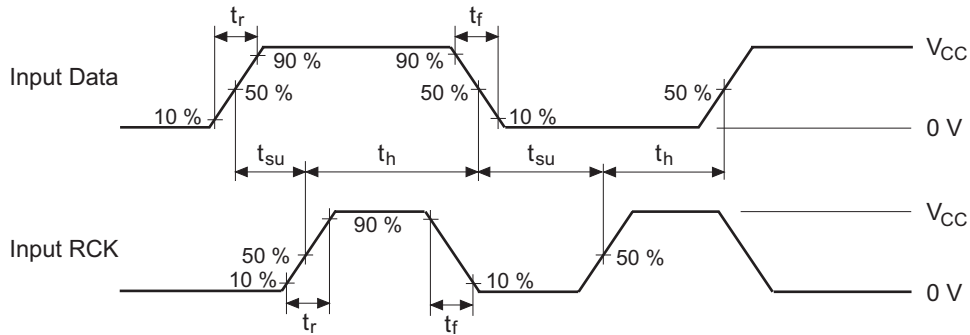 tr
tf
VCC
Input Data
90 %
90 %
50 %
50 %
50 %
10 %
10 %
0 V
tsu
th
tsu
th
VCC
90 %
Input RCK
50 %
50 %
10 %
10 %
0 V
tr
tf